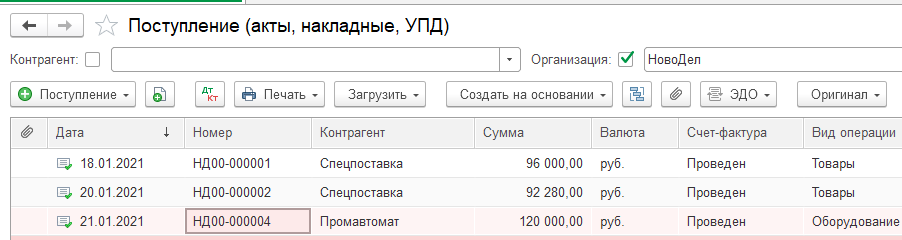 Поступление (акты, накладные, УПД)
Контрагент: Организация: НовоДел
Поступление Дт Кт Печать Загрузить Создать на основании ЭДО Оригинал
Дата ↓ Номер Контрагент Сумма Валюта Счет-фактура Вид операции
18.01.2021 НД00-000001 Спецпоставка 96 000,00 руб. Проведен Товары
20.01.2021 НД00-000002 Спецпоставка 92 280,00 руб. Проведен Товары
21.01.2021 НД00-000004 Промавтомат 120 000,00 руб. Проведен Оборудование